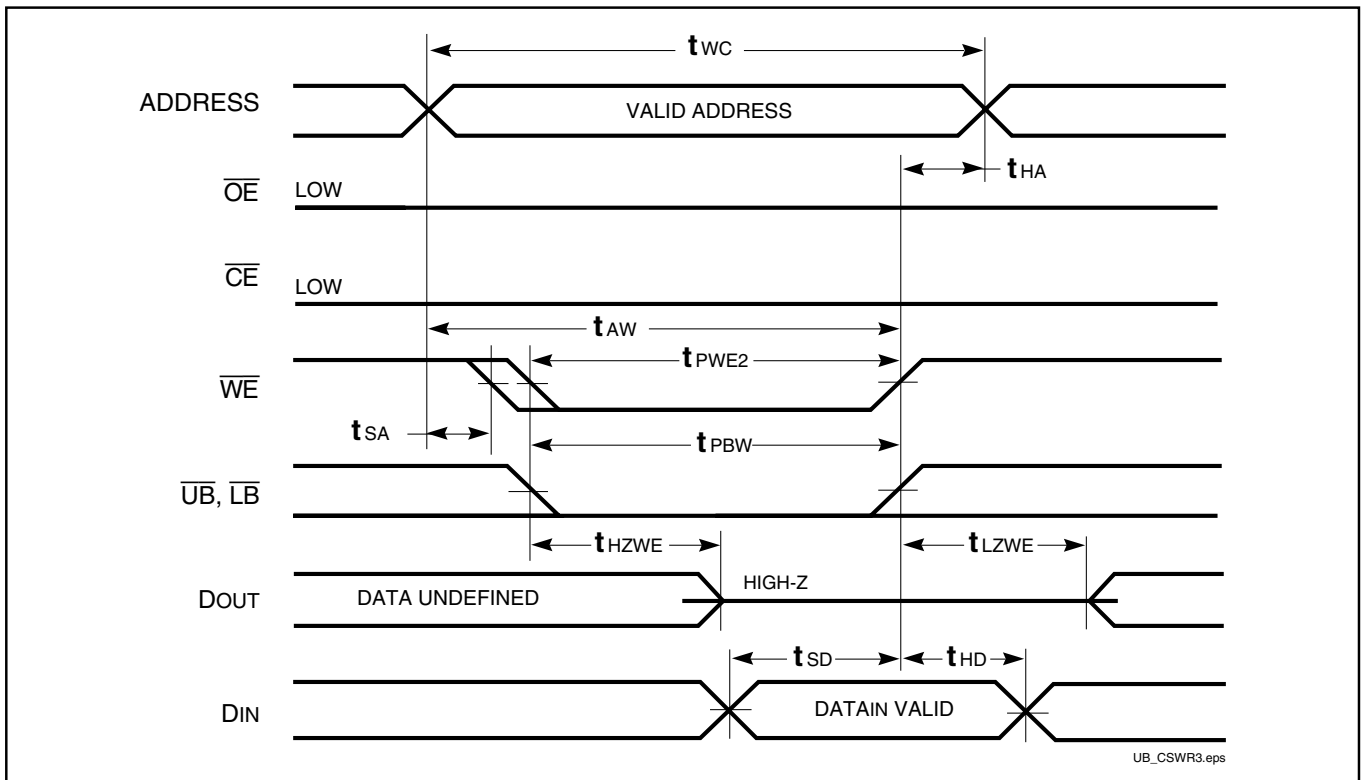 tWC
ADDRESS
VALID ADDRESS
tHA
OE
LOW
CE
LOW
tAW
tPWE2
WE
tSA
tPBW
UB, LB
tHZWE
tLZWE
DOUT
DATA UNDEFINED
HIGH-Z
tSD
tHD
DIN
DATAIN VALID
UB_CSWR3.eps